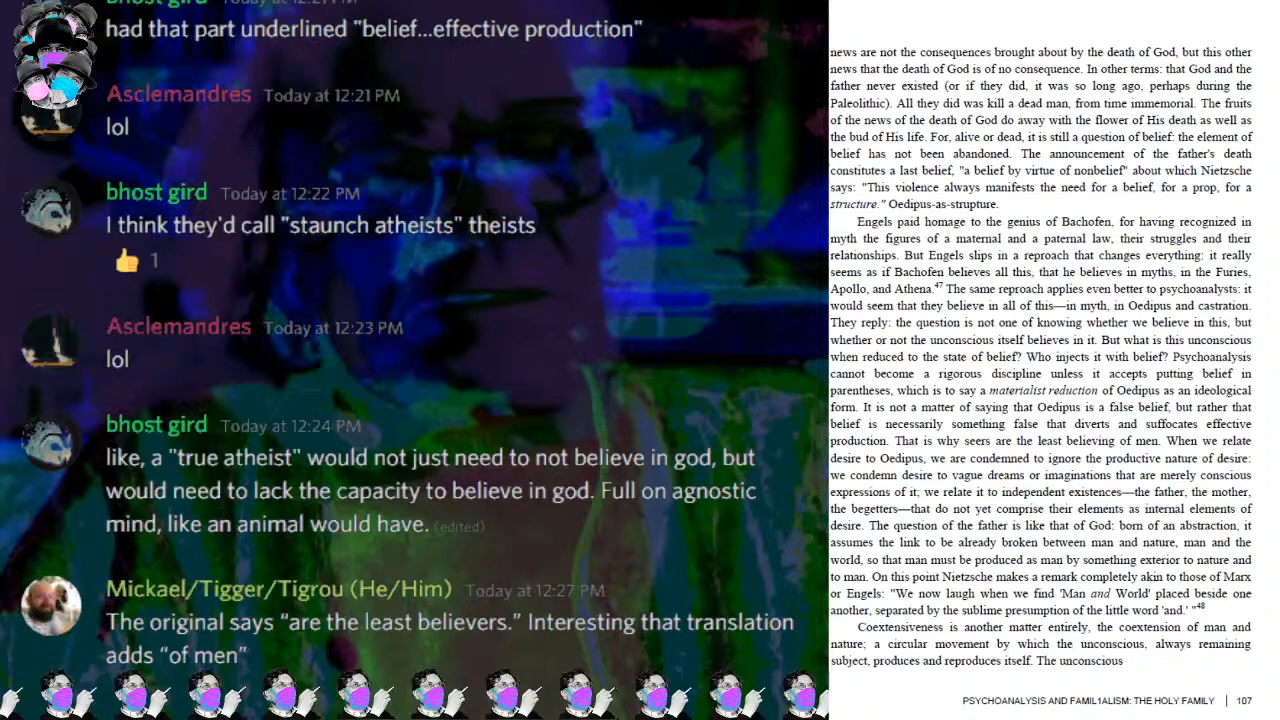 bhost gird Today at 12:21 PM
had that part underlined "belief...effective production"
Asclemandres Today at 12:21 PM
lol
bhost gird Today at 12:22 PM
I think they'd call "staunch atheists" theists
👍 1
Asclemandres Today at 12:23 PM
lol
bhost gird Today at 12:24 PM
like, a "true atheist" would not just need to not believe in god, but
would need to lack the capacity to believe in god. Full on agnostic
mind, like an animal would have. (edited)
Mickael/Tigger/Tigrou (He/Him) Today at 12:27 PM
The original says “are the least believers.” Interesting that translation
adds “of men”
news are not the consequences brought about by the death of God, but this other
news that the death of God is of no consequence. In other terms: that God and the
father never existed (or if they did, it was so long ago, perhaps during the
Paleolithic). All they did was kill a dead man, from time immemorial. The fruits
of the news of the death of God do away with the flower of His death as well as
the bud of His life. For, alive or dead, it is still a question of belief: the element of
belief has not been abandoned. The announcement of the father's death
constitutes a last belief, "a belief by virtue of nonbelief" about which Nietzsche
says: "This violence always manifests the need for a belief, for a prop, for a
structure." Oedipus-as-strupture.
Engels paid homage to the genius of Bachofen, for having recognized in
myth the figures of a maternal and a paternal law, their struggles and their
relationships. But Engels slips in a reproach that changes everything: it really
seems as if Bachofen believes all this, that he believes in myths, in the Furies,
Apollo, and Athena.47 The same reproach applies even better to psychoanalysts: it
would seem that they believe in all of this—in myth, in Oedipus and castration.
They reply: the question is not one of knowing whether we believe in this, but
whether or not the unconscious itself believes in it. But what is this unconscious
when reduced to the state of belief? Who injects it with belief? Psychoanalysis
cannot become a rigorous discipline unless it accepts putting belief in
parentheses, which is to say a materialist reduction of Oedipus as an ideological
form. It is not a matter of saying that Oedipus is a false belief, but rather that
belief is necessarily something false that diverts and suffocates effective
production. That is why seers are the least believing of men. When we relate
desire to Oedipus, we are condemned to ignore the productive nature of desire:
we condemn desire to vague dreams or imaginations that are merely conscious
expressions of it; we relate it to independent existences—the father, the mother,
the begetters—that do not yet comprise their elements as internal elements of
desire. The question of the father is like that of God: born of an abstraction, it
assumes the link to be already broken between man and nature, man and the
world, so that man must be produced as man by something exterior to nature and
to man. On this point Nietzsche makes a remark completely akin to those of Marx
or Engels: "We now laugh when we find 'Man and World' placed beside one
another, separated by the sublime presumption of the little word 'and.' "48
Coextensiveness is another matter entirely, the coextension of man and
nature; a circular movement by which the unconscious, always remaining
subject, produces and reproduces itself. The unconscious
PSYCHOANALYSIS AND FAMIL1ALISM: THE HOLY FAMILY | 107